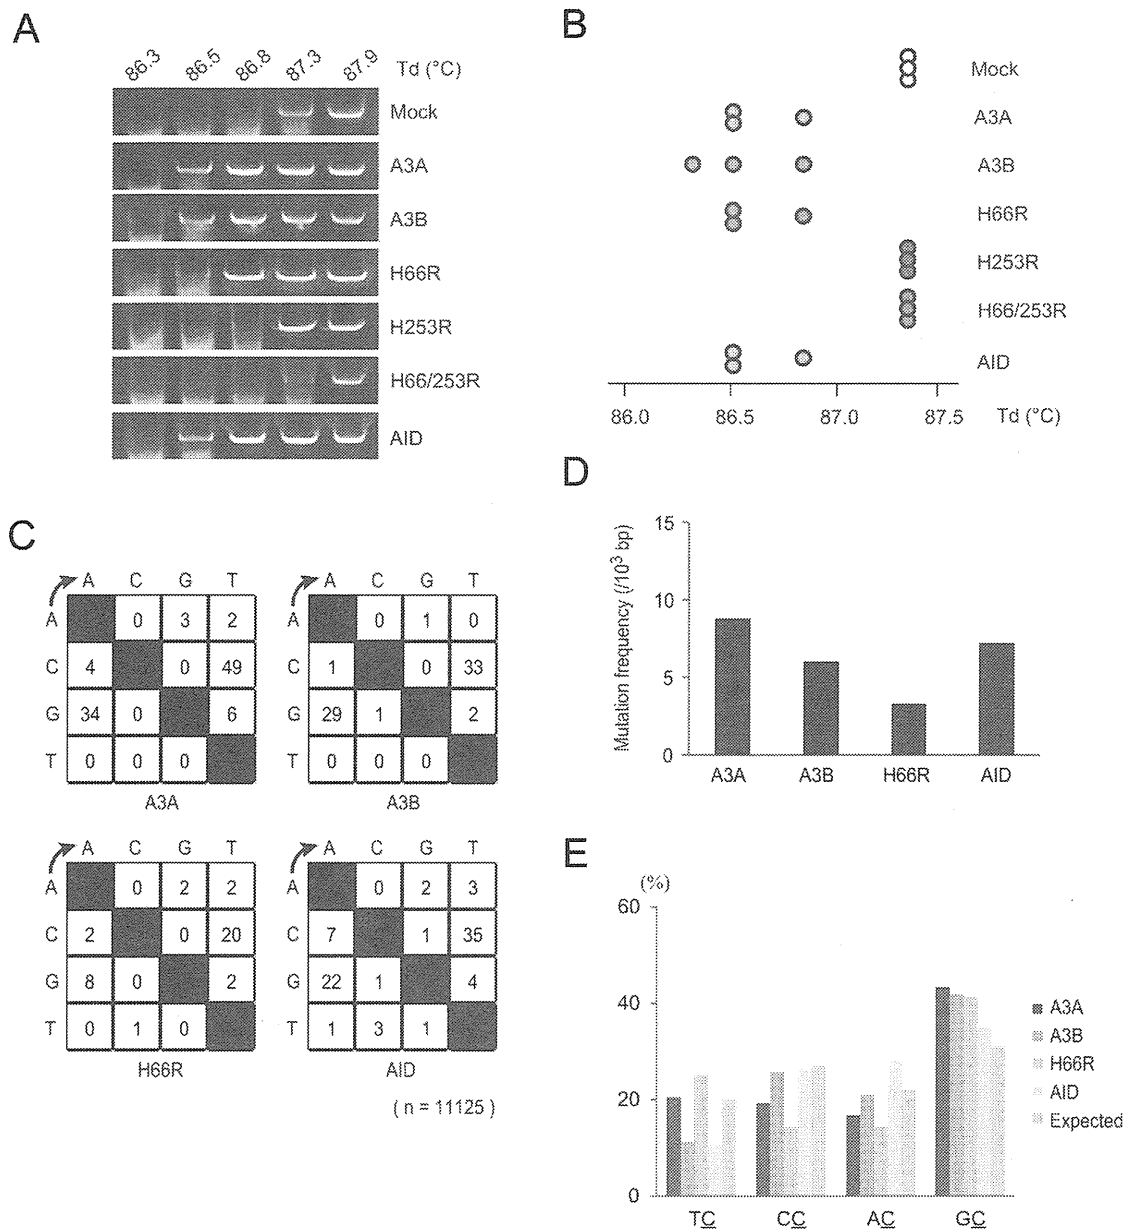 A
86.3 86.5 86.8 87.3 87.9 Td (°C)
Mock
A3A
A3B
H66R
H253R
H66/253R
AID
B
Mock
A3A
A3B
H66R
H253R
H66/253R
AID
86.0 86.5 87.0 87.5 Td (°C)
C
A C G T
A 0 3 2
C 4 0 49
G 34 0 6
T 0 0 0
A3A
A C G T
A 0 1 0
C 1 0 33
G 29 1 2
T 0 0 0
A3B
A C G T
A 0 2 2
C 2 0 20
G 8 0 2
T 0 1 0
H66R
A C G T
A 0 2 3
C 7 1 35
G 22 1 4
T 1 3 1
AID
( n = 11125 )
D
Mutation frequency (/10³ bp)
15
10
5
0
A3A A3B H66R AID
E
(%)
60
40
20
0
TC CC AC GC
A3A
A3B
H66R
AID
Expected